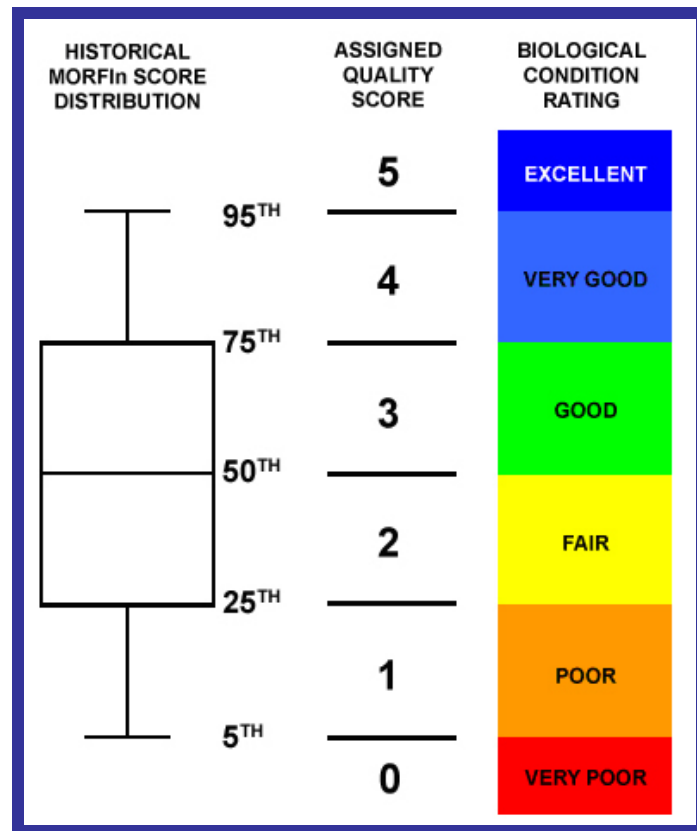 HISTORICAL
MORFIn SCORE
DISTRIBUTION
ASSIGNED
QUALITY
SCORE
BIOLOGICAL
CONDITION
RATING
5
EXCELLENT
95TH
4
VERY GOOD
75TH
3
GOOD
50TH
2
FAIR
25TH
1
POOR
5TH
0
VERY POOR